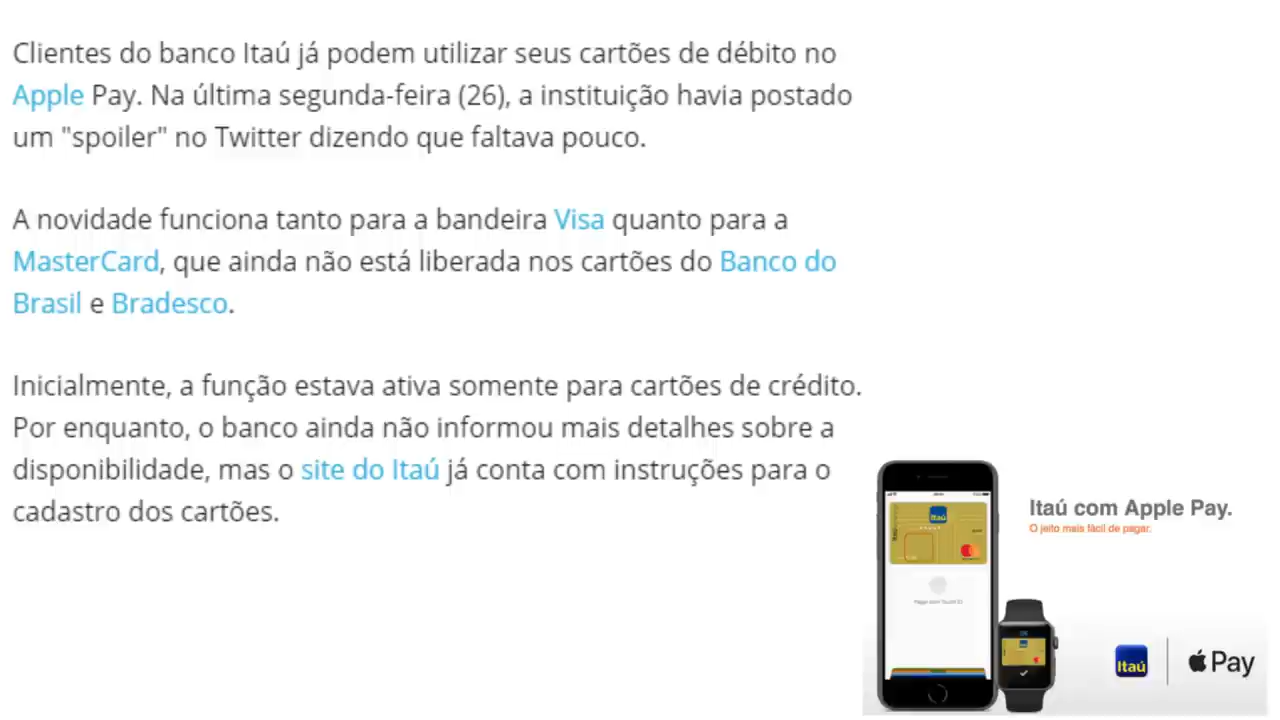 Clientes do banco Itaú já podem utilizar seus cartões de débito no
Apple Pay. Na última segunda-feira (26), a instituição havia postado
um "spoiler" no Twitter dizendo que faltava pouco.
A novidade funciona tanto para a bandeira Visa quanto para a
MasterCard, que ainda não está liberada nos cartões do Banco do
Brasil e Bradesco.
Inicialmente, a função estava ativa somente para cartões de crédito.
Por enquanto, o banco ainda não informou mais detalhes sobre a
disponibilidade, mas o site do Itaú já conta com instruções para o
cadastro dos cartões.
Itaú com Apple Pay.
O jeito mais fácil de pagar.
Itaú
Itaú
Pay